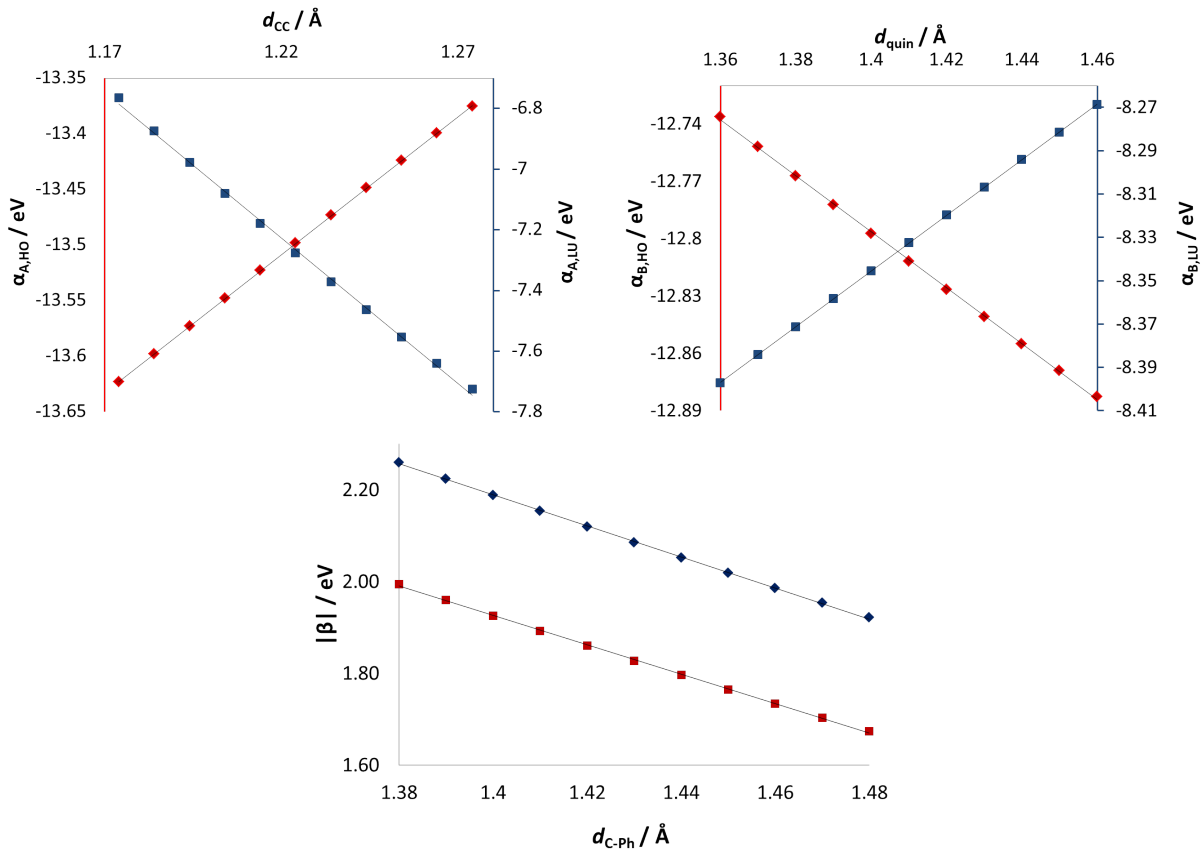 d_CC / Å
1.17 1.22 1.27
-13.35
-13.4
-13.45
-13.5
-13.55
-13.6
-13.65
α_A,HO / eV
-6.8
-7
-7.2
-7.4
-7.6
-7.8
α_A,LU / eV
d_quin / Å
1.36 1.38 1.4 1.42 1.44 1.46
-12.74
-12.77
-12.8
-12.83
-12.86
-12.89
α_B,HO / eV
-8.27
-8.29
-8.31
-8.33
-8.35
-8.37
-8.39
-8.41
α_B,LU / eV
2.20
2.00
1.80
1.60
|β| / eV
1.38 1.4 1.42 1.44 1.46 1.48
d_C-Ph / Å